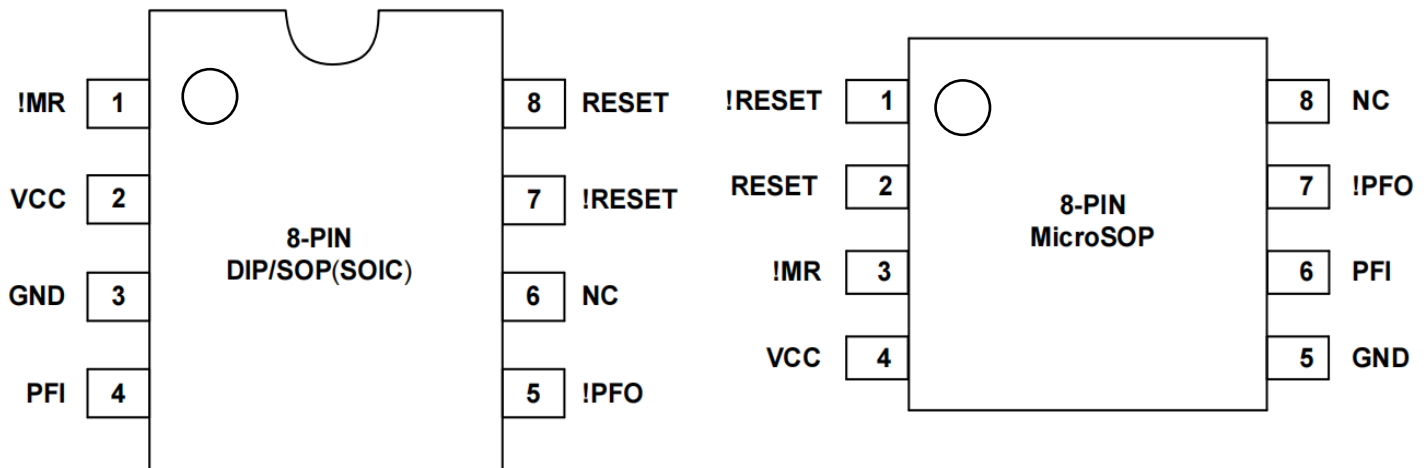 !MR 1
VCC 2
GND 3
PFI 4
8-PIN
DIP/SOP(SOIC)
8 RESET
7 !RESET
6 NC
5 !PFO
!RESET 1
RESET 2
!MR 3
VCC 4
8-PIN
MicroSOP
8 NC
7 !PFO
6 PFI
5 GND